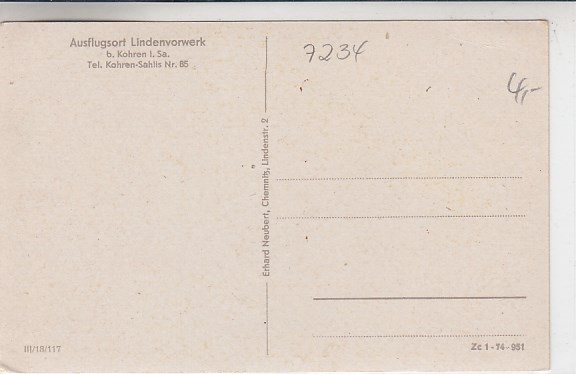 Ausflugsort Lindenvorwerk
b. Kohren i. Sa.
Tel. Kohren-Sahlis Nr. 85
7234
4,-
Erhard Neubert, Chemnitz, Lindenstr. 2
III/18/117
Zc 1-74-981